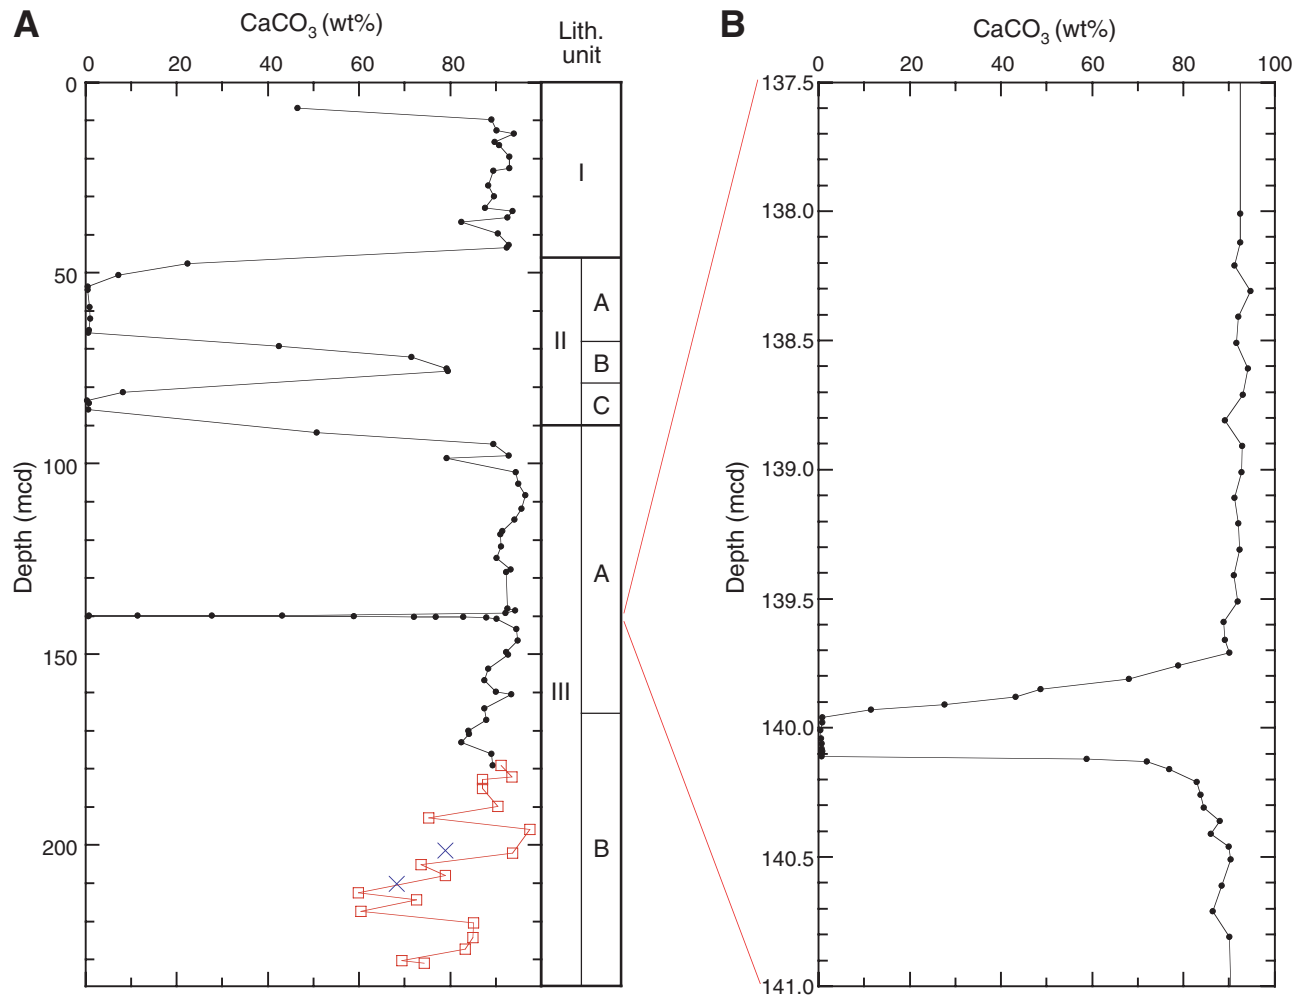 A
CaCO3 (wt%)
0 20 40 60 80
Lith.
unit
Depth (mcd)
0
50
100
150
200
I
II
A
B
C
III
A
B
B
CaCO3 (wt%)
0 20 40 60 80 100
Depth (mcd)
137.5
138.0
138.5
139.0
139.5
140.0
140.5
141.0